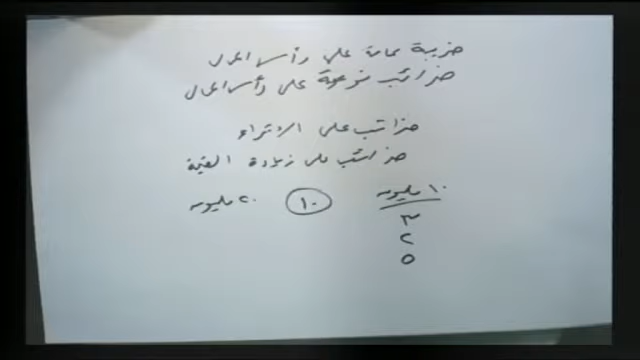 ضريبة عامة على رأس المال
ضرائب نوعية على رأس المال
ضرائب على الإثراء
ضرائب على زيادة القيمة
١٠ مليون ١٠ ٢٠ مليون
٣
٢
٥